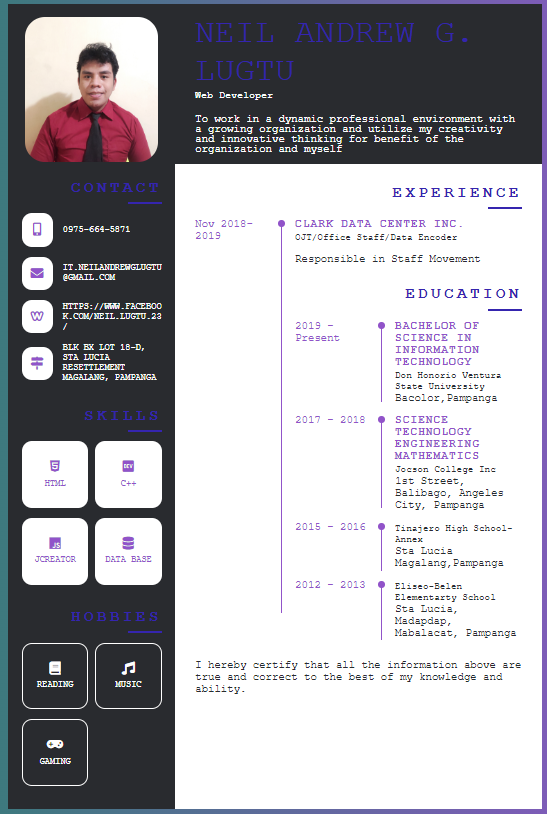 NEIL ANDREW G.
LUGTU
Web Developer
To work in a dynamic professional environment with
a growing organization and utilize my creativity
and innovative thinking for benefit of the
organization and myself
CONTACT
0975-664-5871
IT.NEILANDREWGLUGTU
@GMAIL.COM
HTTPS://WWW.FACEBOO
K.COM/NEIL.LUGTU.23
/
BLK BX LOT 18-D,
STA LUCIA
RESETTLEMENT
MAGALANG, PAMPANGA
SKILLS
HTML
DEV
C++
JS
JCREATOR
DATA BASE
HOBBIES
READING
MUSIC
GAMING
EXPERIENCE
Nov 2018-
2019
CLARK DATA CENTER INC.
OJT/Office Staff/Data Encoder
Responsible in Staff Movement
EDUCATION
2019 -
Present
BACHELOR OF
SCIENCE IN
INFORMATION
TECHNOLOGY
Don Honorio Ventura
State University
Bacolor,Pampanga
2017 - 2018
SCIENCE
TECHNOLOGY
ENGINEERING
MATHEMATICS
Jocson College Inc
1st Street,
Balibago, Angeles
City, Pampanga
2015 - 2016
Tinajero High School-
Annex
Sta Lucia
Magalang,Pampanga
2012 - 2013
Eliseo-Belen
Elementarty School
Sta Lucia,
Madapdap,
Mabalacat, Pampanga
I hereby certify that all the information above are
true and correct to the best of my knowledge and
ability.